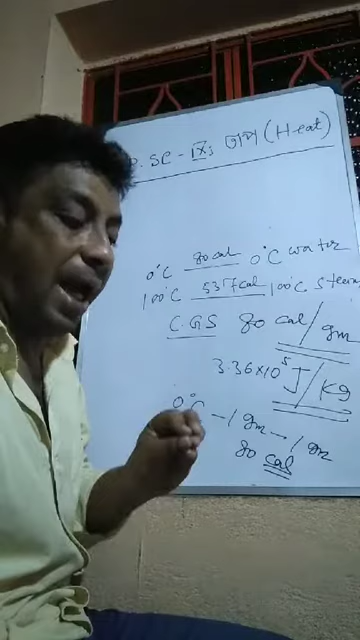 P. SC - IX; তাপ (Heat)
0°C 80 cal 0°C water
100°C 537 cal 100°C Steam
C.G.S 80 cal/gm
3.36×10⁵ J/Kg
0°C - 1 gm → 1 gm
80 cal